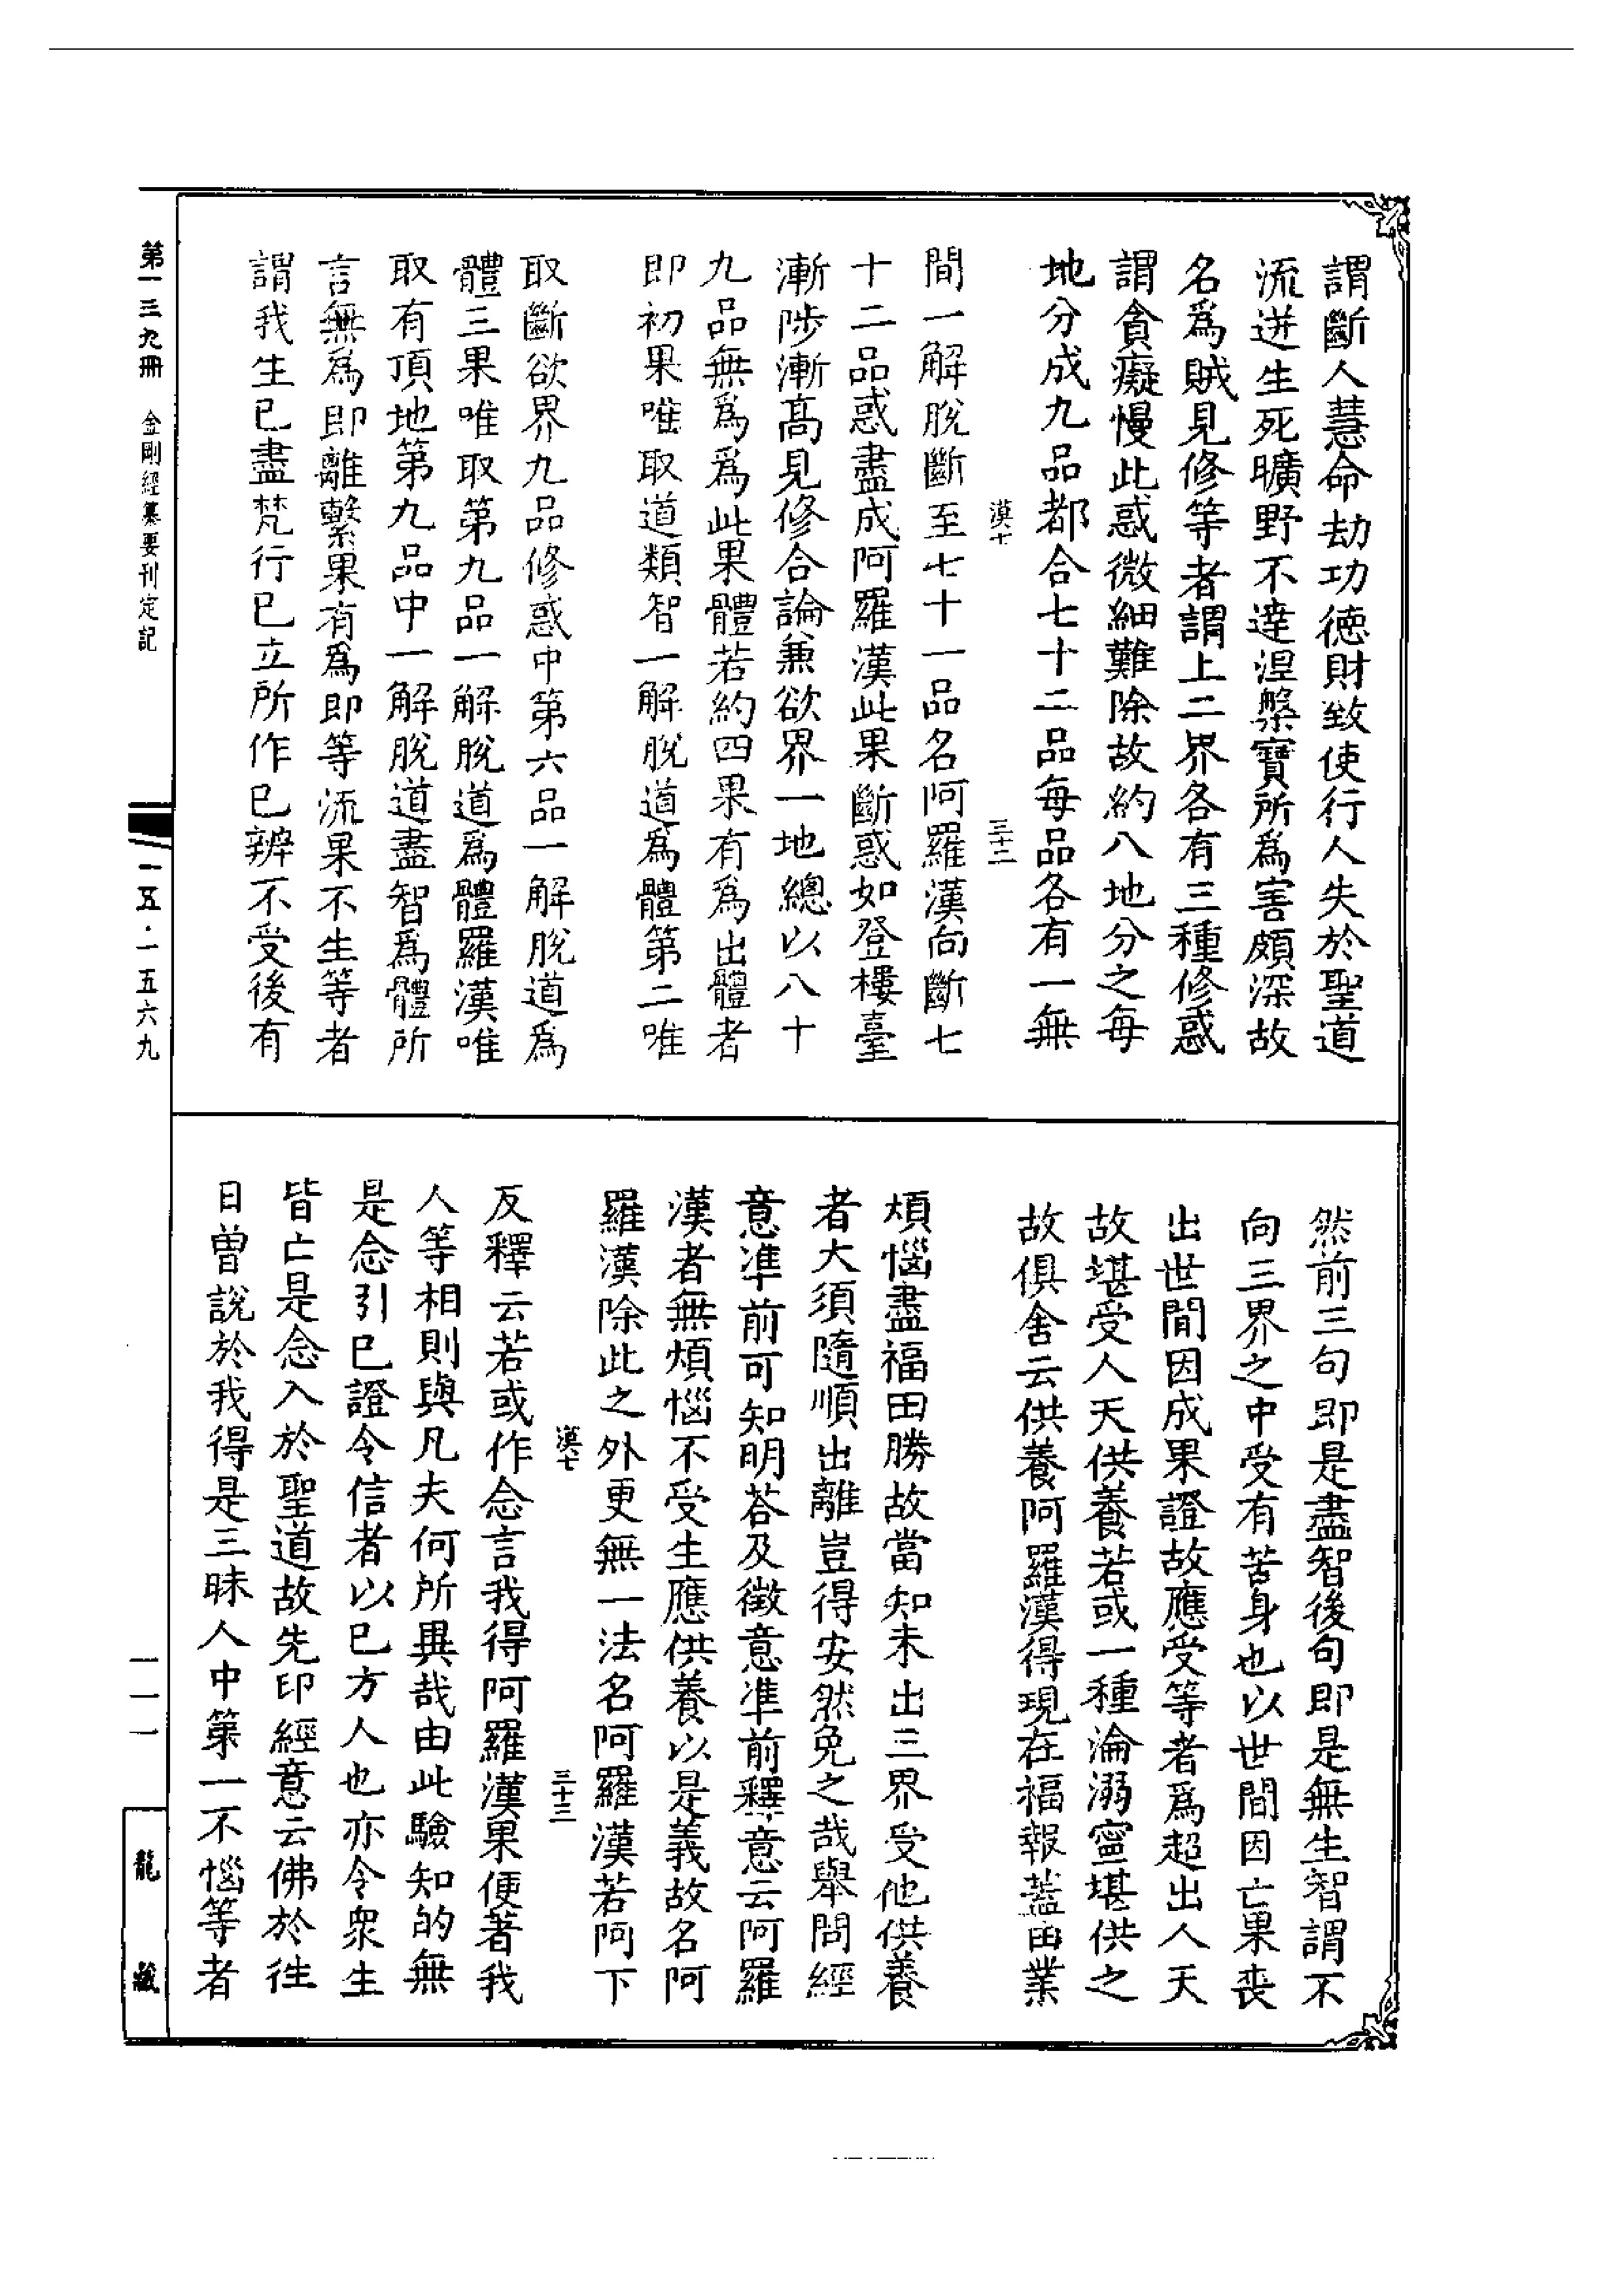 謂斷人慧命劫功德財致使行人失於聖道
流迸生死曠野不達涅槃寶所為害頗深故
名為賊見修等者謂上二界各有三種修惑
謂貪癡慢此惑微細難除故約八地分之每
地分成九品都合七十二品每品各有一無
漢七
三十二
間一解脫斷至七十一品名阿羅漢向斷七
十二品惑盡成阿羅漢此果斷惑如登樓臺
漸陟漸高見修合論兼欲界一地總以八十
九品無為為此果體若約四果有為出體者
即初果唯取道類智一解脫道為體第二唯
取斷欲界九品修惑中第六品一解脫道為
體三果唯取第九品一解脫道為體羅漢唯
取有頂地第九品中一解脫道盡智為體所
言無為即離繫果有為即等流果不生等者
謂我生已盡梵行已立所作已辨不受後有
然前三句即是盡智後句即是無生智謂不
向三界之中受有苦身也以世間因亡果喪
出世間因成果證故應受等者為超出人天
故堪受人天供養若或一種淪溺寧堪供之
故俱舍云供養阿羅漢得現在福報蓋由業
煩惱盡福田勝故當知未出三界受他供養
者大須隨順出離豈得安然免之哉舉問經
意準前可知明荅及徵意準前釋意云阿羅
漢者無煩惱不受生應供養以是義故名阿
羅漢除此之外更無一法名阿羅漢若阿下
漢七
三十三
反釋云若或作念言我得阿羅漢果便著我
人等相則與凡夫何所異哉由此驗知的無
是念引已證令信者以已方人也亦令衆生
皆亡是念入於聖道故先印經意云佛於往
日曾說於我得是三昧人中第一不惱等者
第一三九冊　金剛經纂要刊定記
一五·一五六九
一一一
龍藏